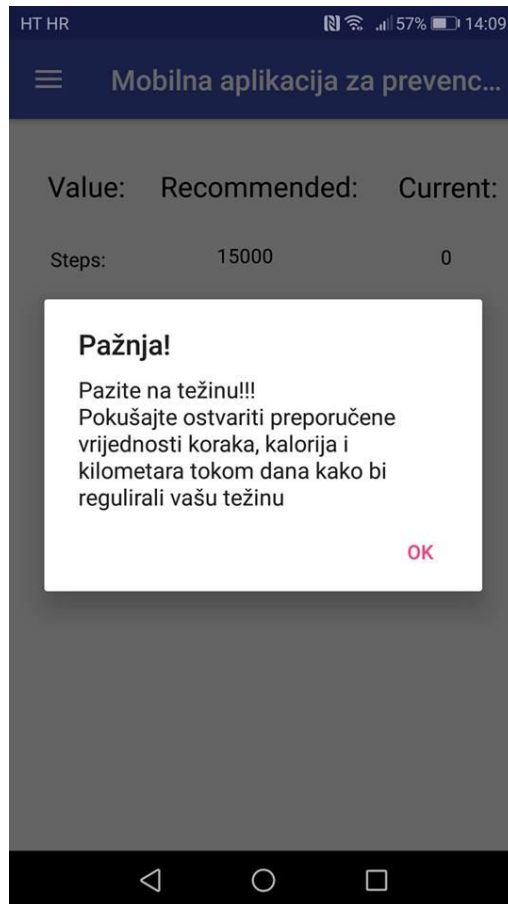 HT HR 57% 14:09
Mobilna aplikacija za prevenc...
Value: Recommended: Current:
Steps: 15000 0
Pažnja!
Pazite na težinu!!!
Pokušajte ostvariti preporučene
vrijednosti koraka, kalorija i
kilometara tokom dana kako bi
regulirali vašu težinu
OK